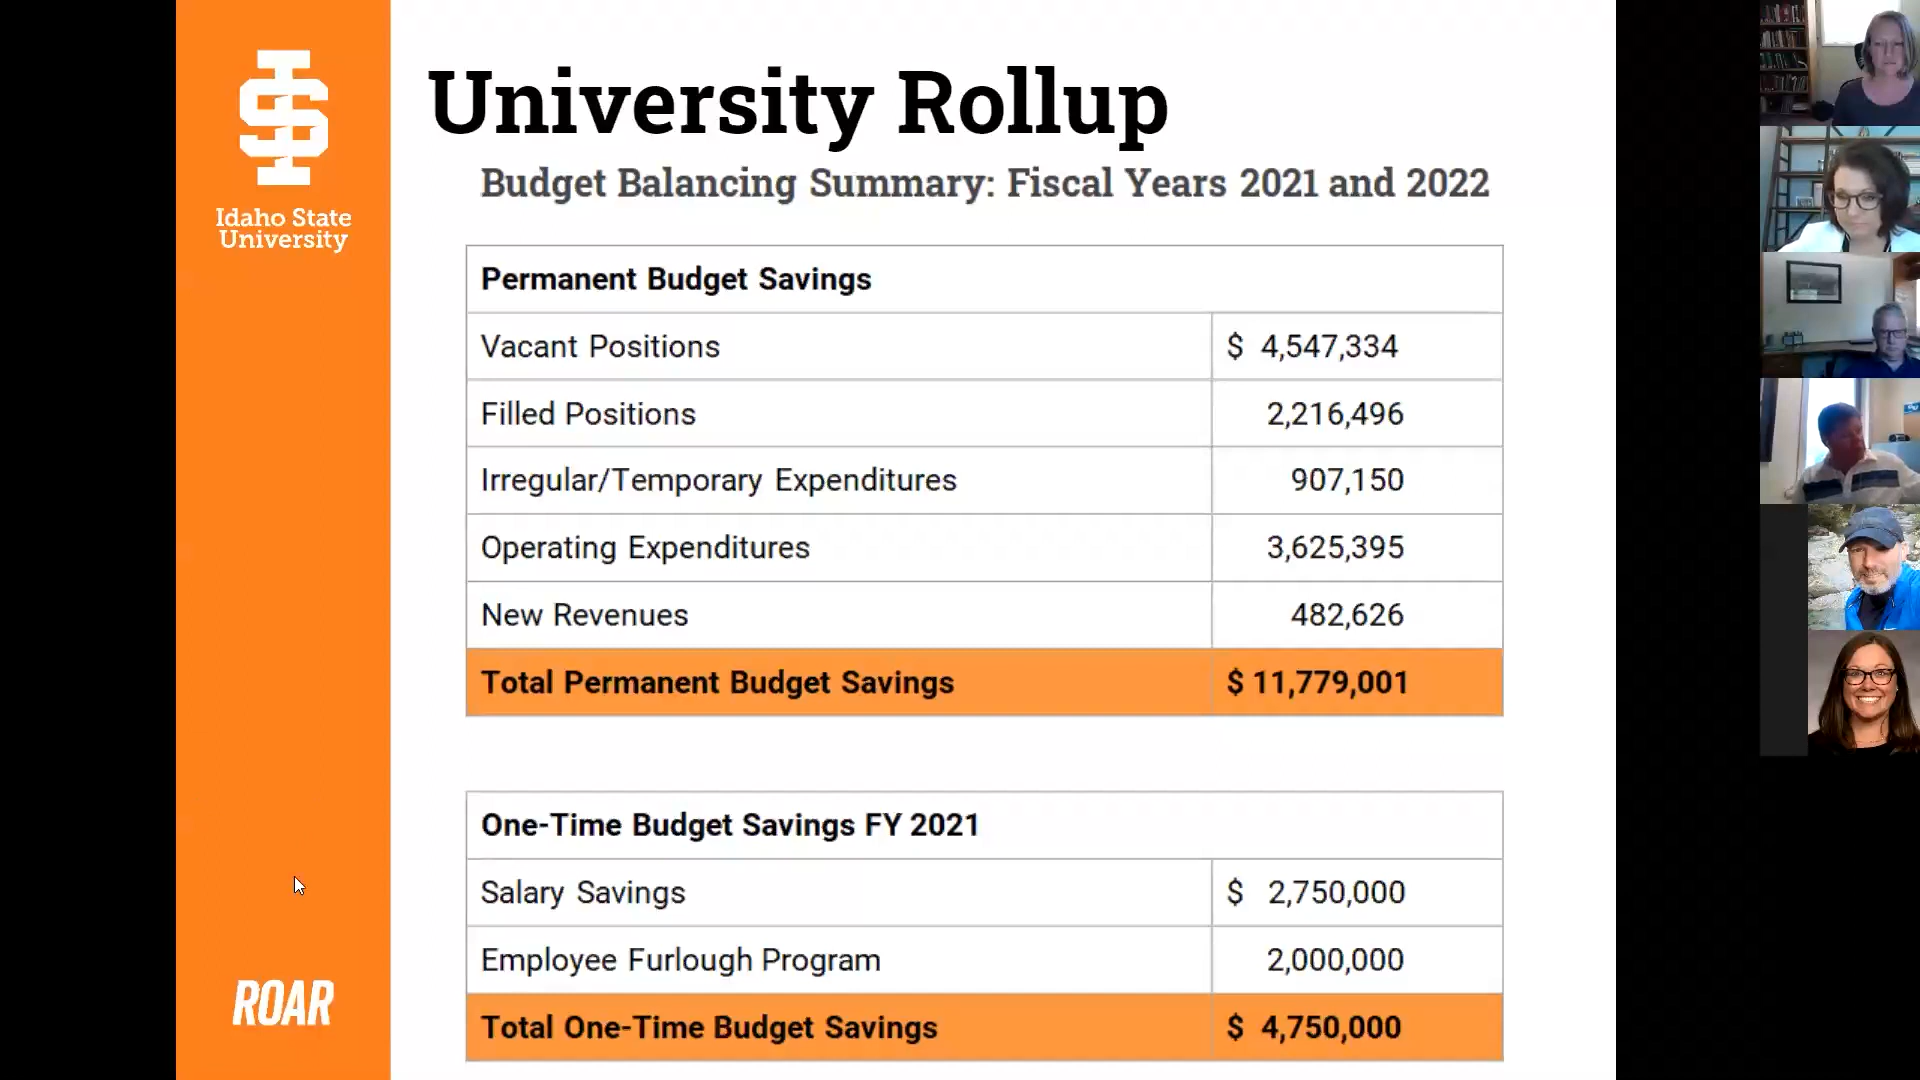 Idaho State
University
ROAR
University Rollup
Budget Balancing Summary: Fiscal Years 2021 and 2022
Permanent Budget Savings
Vacant Positions $ 4,547,334
Filled Positions 2,216,496
Irregular/Temporary Expenditures 907,150
Operating Expenditures 3,625,395
New Revenues 482,626
Total Permanent Budget Savings $ 11,779,001
One-Time Budget Savings FY 2021
Salary Savings $ 2,750,000
Employee Furlough Program 2,000,000
Total One-Time Budget Savings $ 4,750,000